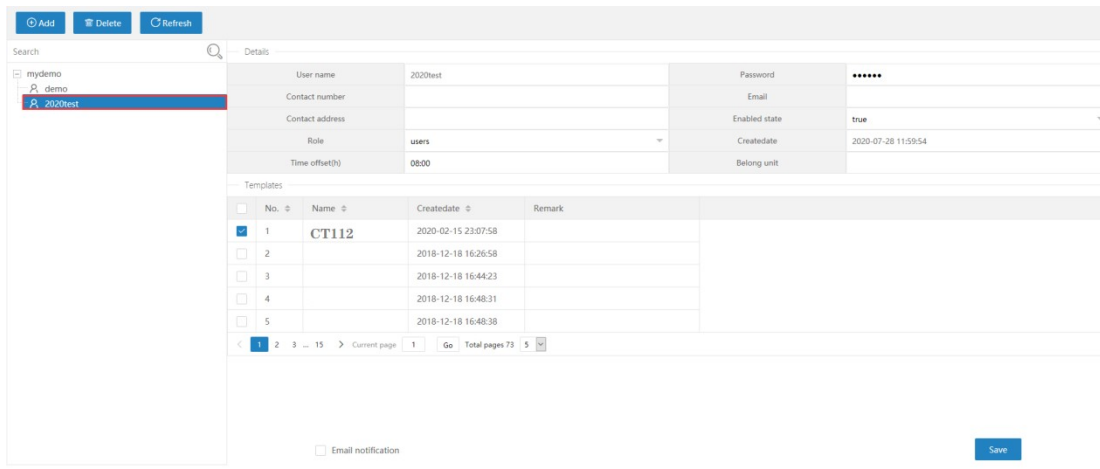 Add Delete Refresh
Search
Details
mydemo
demo
2020test
User name 2020test Password ●●●●●●
Contact number Email
Contact address Enabled state true
Role users Createdate 2020-07-28 11:59:54
Time offset(h) 08:00 Belong unit
Templates
No. Name Createdate Remark
1 CT112 2020-02-15 23:07:58
2 2018-12-18 16:26:58
3 2018-12-18 16:44:23
4 2018-12-18 16:48:31
5 2018-12-18 16:48:38
< 1 2 3 ... 15 > Current page 1 Go Total pages 73 5
Email notification Save